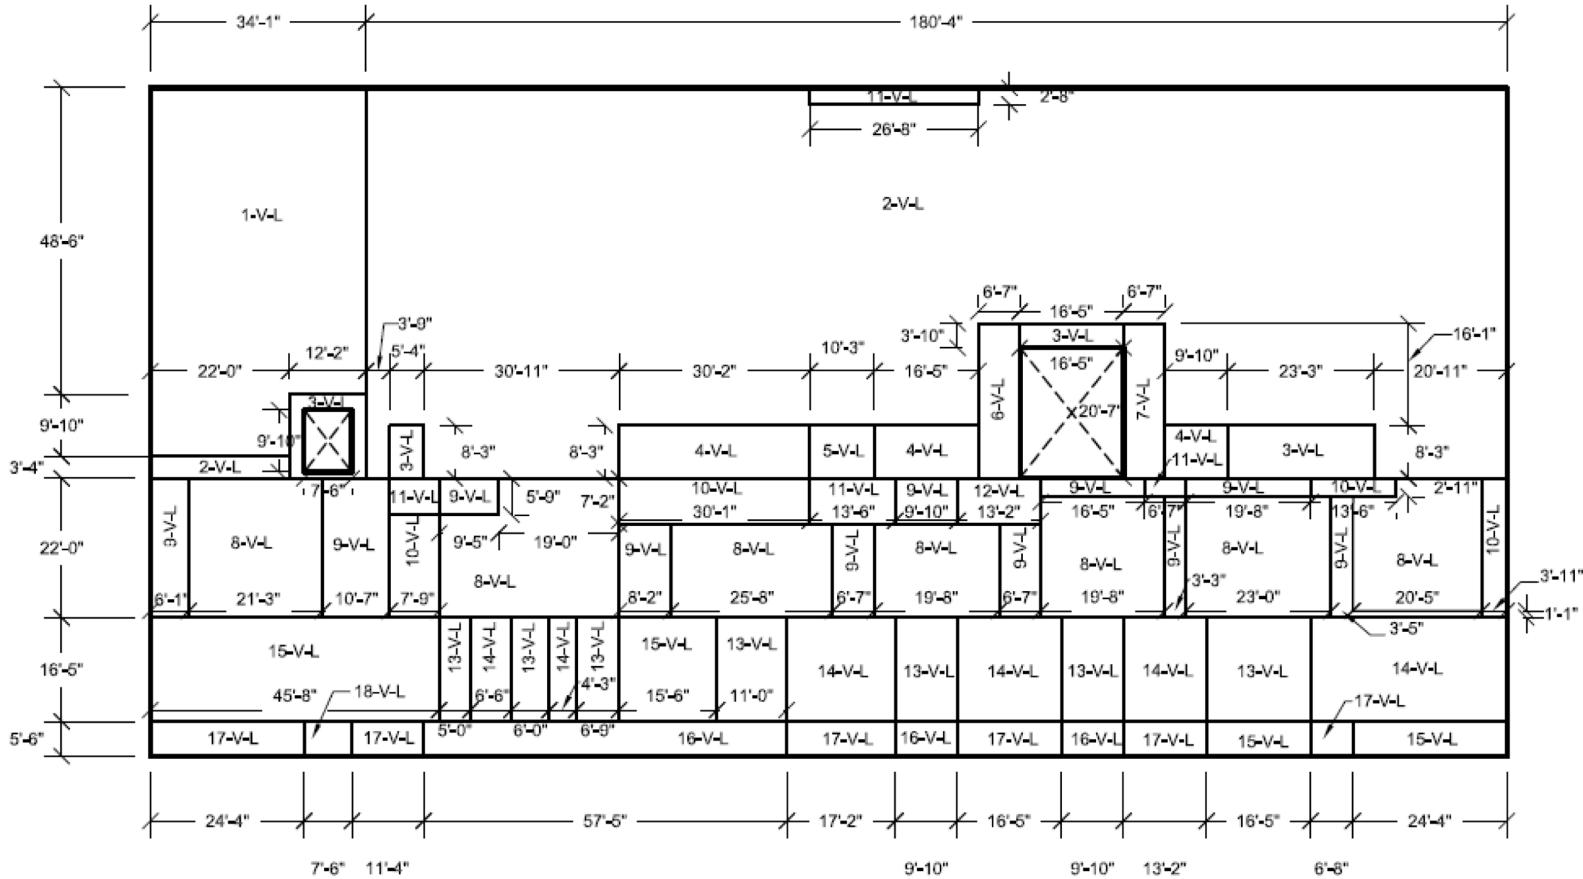 34'-1" 180'-4"
11-V-L 2'-8"
26'-8"
1-V-L 2-V-L
48'-6"
6'-7" 16'-5" 6'-7"
3'-9" 3'-10" 3-V-L 16'-1"
12'-2" 5'-4" 10'-3" 16'-5" 9'-10"
22'-0" 30'-11" 30'-2" 16'-5" 23'-3" 20'-11"
3-V-L 6-V-L 20'-7" 7-V-L
9'-10" 9'-10" 3-V-L 8'-3" 8'-3" 4-V-L 5-V-L 4-V-L 4-V-L 3-V-L 8'-3"
3'-4" 2-V-L 11-V-L
7'-6" 11-V-L 9-V-L 5'-9" 7'-2" 10-V-L 11-V-L 9-V-L 12-V-L 9-V-L 9-V-L 10-V-L 2'-11"
30'-1" 13'-6" 9'-10" 13'-2" 16'-5" 6'-7" 19'-8" 13'-6"
9-V-L 8-V-L 9-V-L 10-V-L 9'-5" 19'-0" 9-V-L 8-V-L 9-V-L 8-V-L 9-V-L 8-V-L 9-V-L 8-V-L 9-V-L 8-V-L 10-V-L
22'-0" 8-V-L 3'-3" 3'-11"
6'-1" 21'-3" 10'-7" 7'-9" 8'-2" 25'-8" 6'-7" 19'-8" 6'-7" 19'-8" 23'-0" 20'-5" 1'-1"
3'-5"
15-V-L 13-V-L 14-V-L 13-V-L 14-V-L 13-V-L 15-V-L 13-V-L
16'-5" 14-V-L 13-V-L 14-V-L 13-V-L 14-V-L 13-V-L 14-V-L
45'-8" 18-V-L 6'-6" 4'-3" 15'-6" 11'-0" 17-V-L
5'-6" 17-V-L 17-V-L 5'-0" 6'-0" 6'-9" 16-V-L 17-V-L 16-V-L 17-V-L 16-V-L 17-V-L 15-V-L 15-V-L
24'-4" 57'-5" 17'-2" 16'-5" 16'-5" 24'-4"
7'-6" 11'-4" 9'-10" 9'-10" 13'-2" 6'-8"